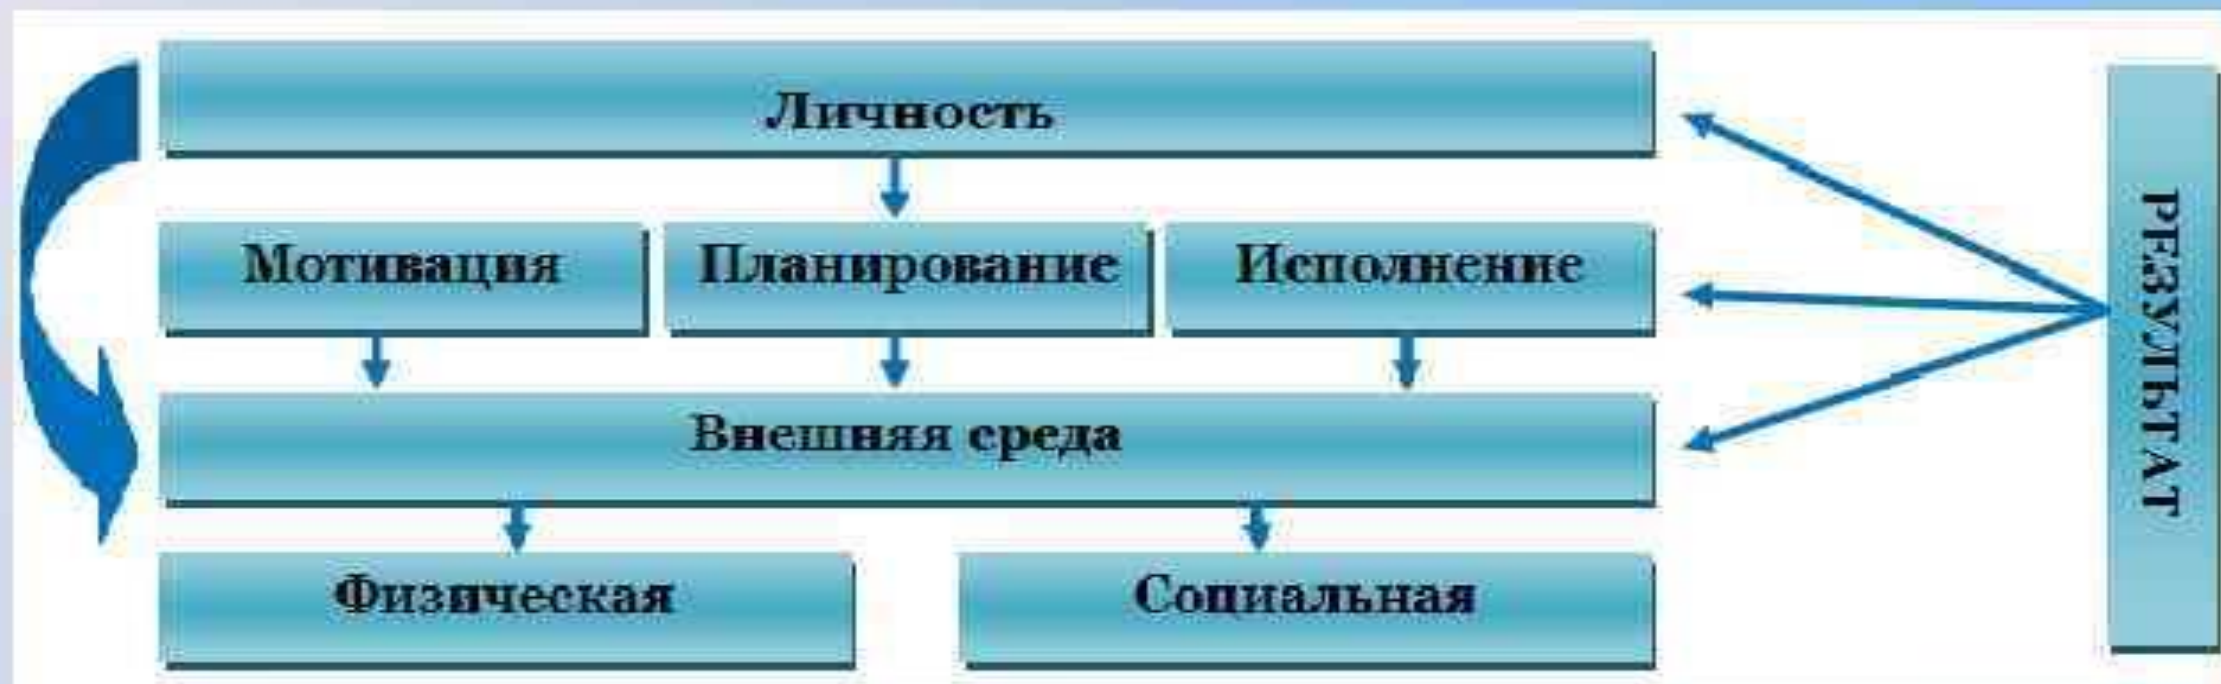 Личность
Мотивация
Планирование
Исполнение
Внешняя среда
Физическая
Социальная
РЕЗУЛЬТАТ